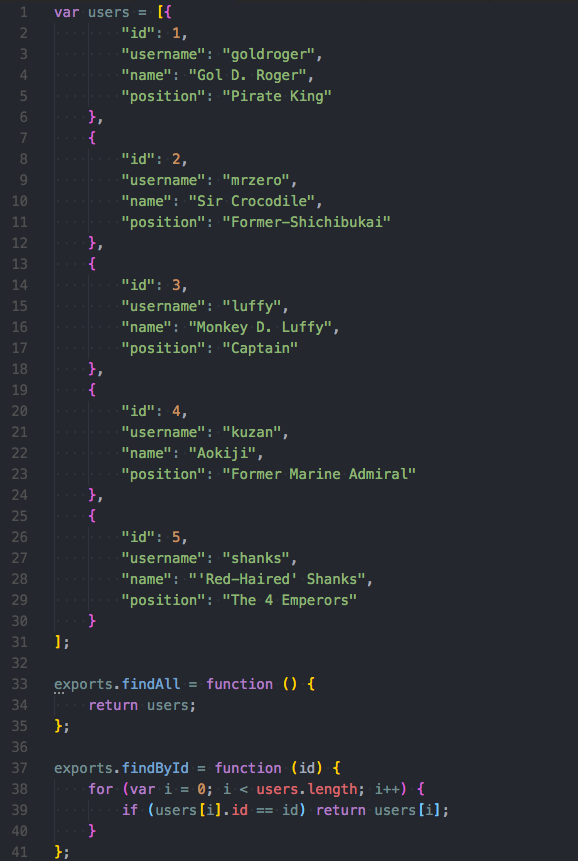 1 var users = [{
2 "id": 1,
3 "username": "goldroger",
4 "name": "Gol D. Roger",
5 "position": "Pirate King"
6 },
7 {
8 "id": 2,
9 "username": "mrzero",
10 "name": "Sir Crocodile",
11 "position": "Former-Shichibukai"
12 },
13 {
14 "id": 3,
15 "username": "luffy",
16 "name": "Monkey D. Luffy",
17 "position": "Captain"
18 },
19 {
20 "id": 4,
21 "username": "kuzan",
22 "name": "Aokiji",
23 "position": "Former Marine Admiral"
24 },
25 {
26 "id": 5,
27 "username": "shanks",
28 "name": "'Red-Haired' Shanks",
29 "position": "The 4 Emperors"
30 }
31 ];
32
33 exports.findAll = function () {
34 return users;
35 };
36
37 exports.findById = function (id) {
38 for (var i = 0; i < users.length; i++) {
39 if (users[i].id == id) return users[i];
40 }
41 };